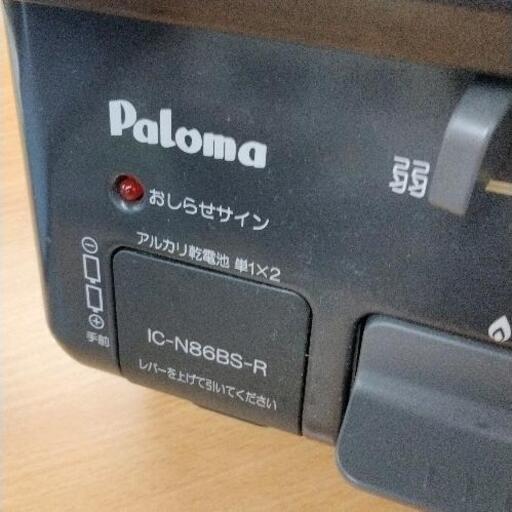 Paloma
弱
おしらせサイン
アルカリ乾電池 単1×2
⊖
⊕
手前
IC-N86BS-R
レバーを上げて引いてください